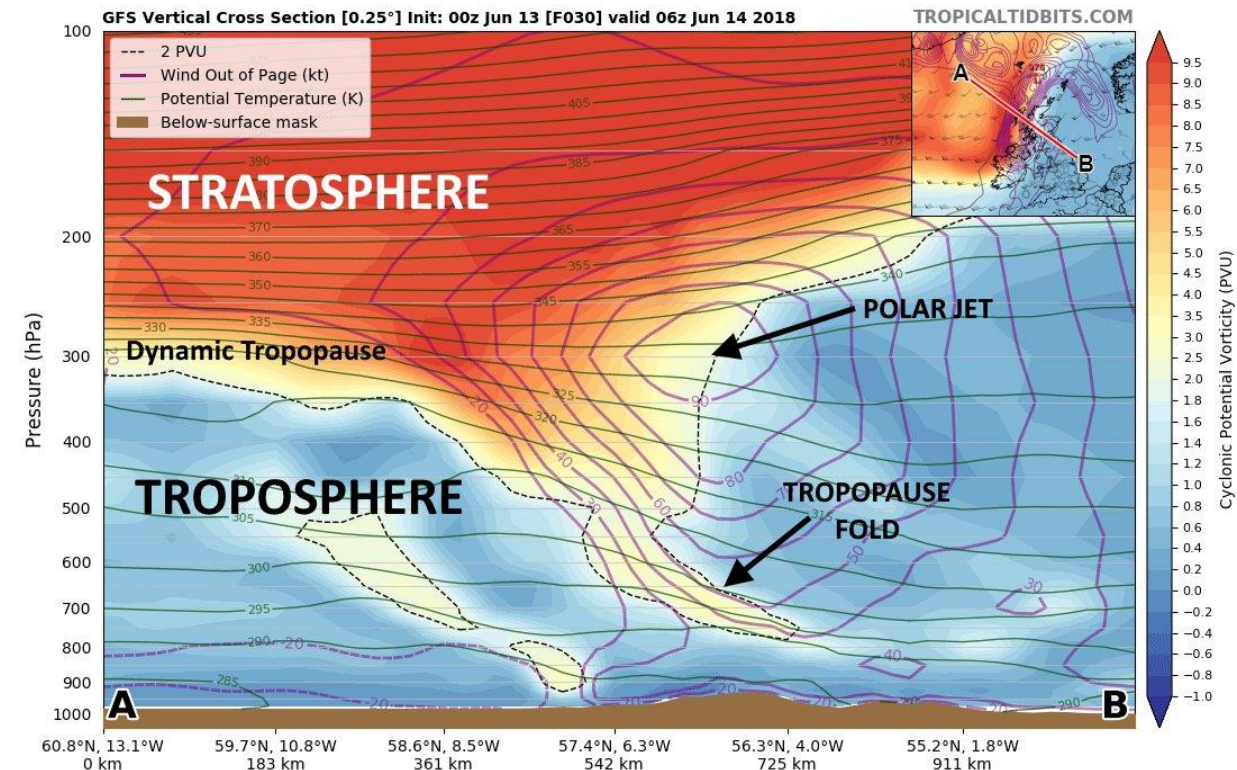 GFS Vertical Cross Section [0.25°] Init: 00z Jun 13 [F030] valid 06z Jun 14 2018
TROPICALTIDBITS.COM
2 PVU
Wind Out of Page (kt)
Potential Temperature (K)
Below-surface mask
A
B
STRATOSPHERE
Dynamic Tropopause
POLAR JET
TROPOSPHERE
TROPOPAUSE
FOLD
A
B
Pressure (hPa)
100
200
300
400
500
600
700
800
900
1000
405
390
385
375
370
365
360
355
350
345
340
335
330
325
320
315
305
300
295
290
285
290
20
20
40
30
60
90
80
50
30
40
-20
-20
20
20
20
60.8°N, 13.1°W
0 km
59.7°N, 10.8°W
183 km
58.6°N, 8.5°W
361 km
57.4°N, 6.3°W
542 km
56.3°N, 4.0°W
725 km
55.2°N, 1.8°W
911 km
9.5
9.0
8.5
8.0
7.5
7.0
6.5
6.0
5.5
5.0
4.5
4.0
3.5
3.0
2.5
2.0
1.8
1.6
1.4
1.2
1.0
0.8
0.6
0.4
0.2
0.0
−0.2
−0.4
−0.6
−0.8
−1.0
Cyclonic Potential Vorticity (PVU)